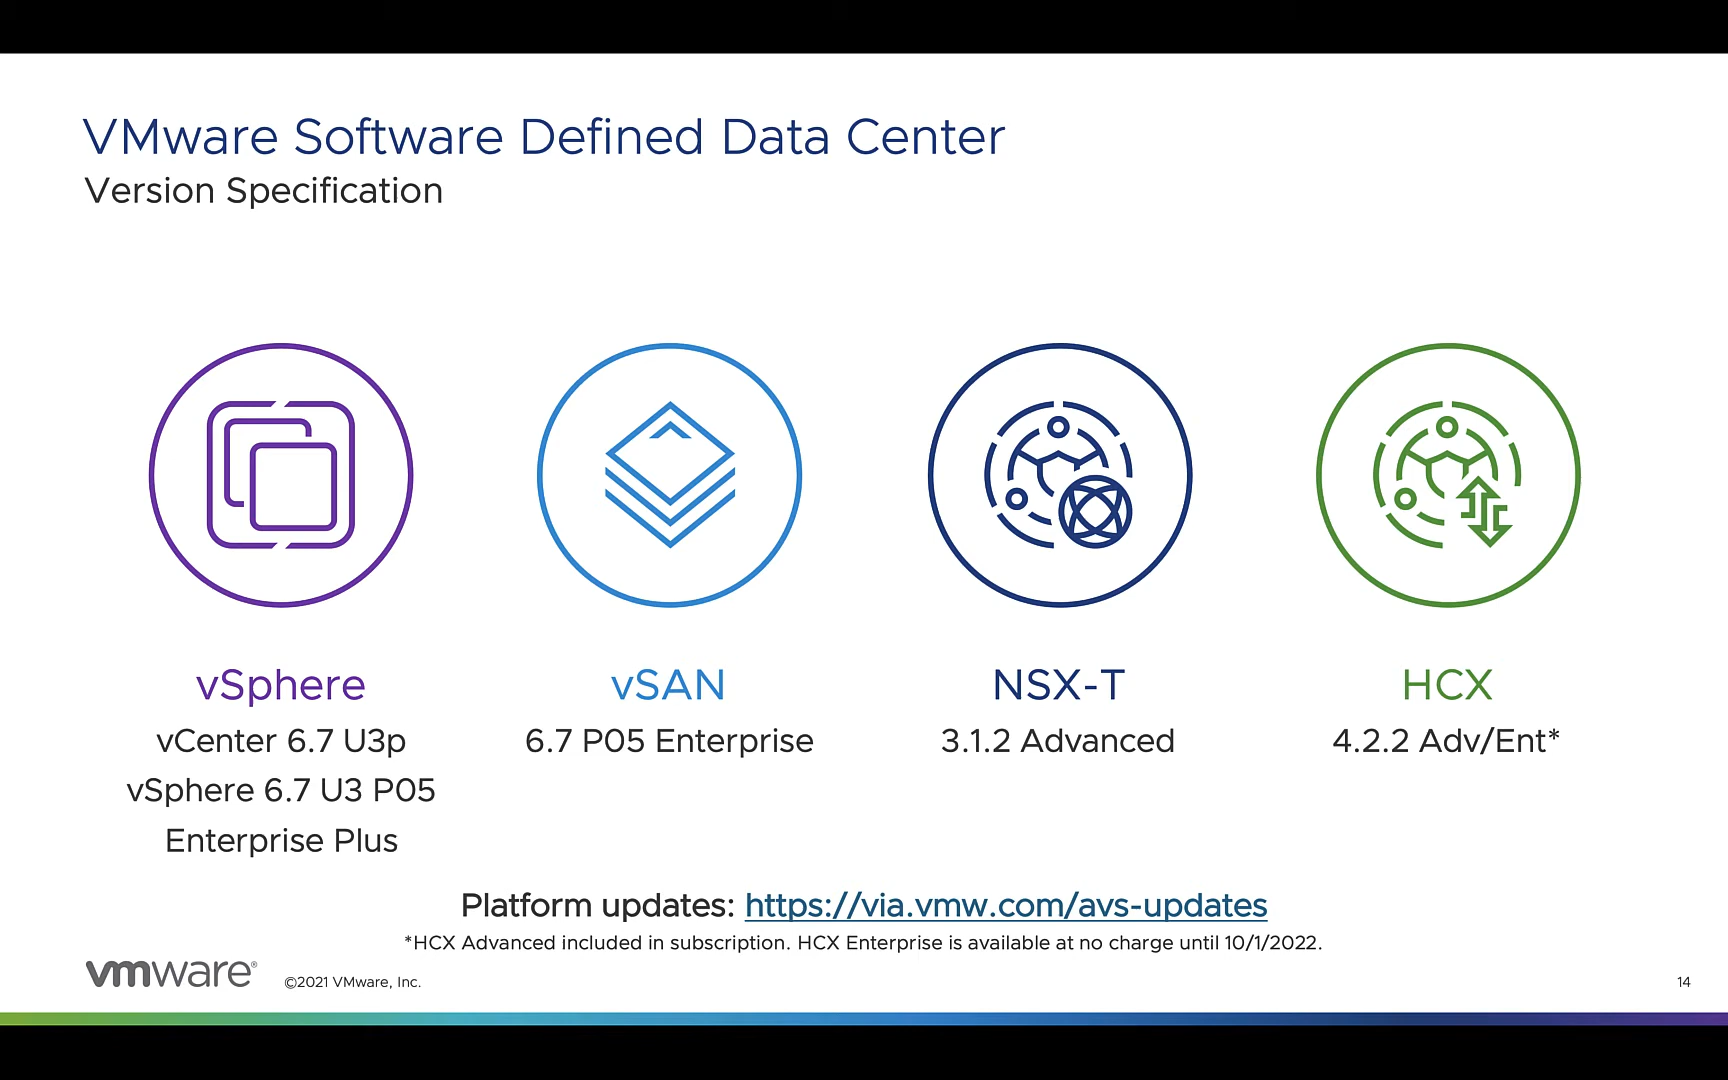 VMware Software Defined Data Center
Version Specification
vSphere
vCenter 6.7 U3p
vSphere 6.7 U3 P05
Enterprise Plus
vSAN
6.7 P05 Enterprise
NSX-T
3.1.2 Advanced
HCX
4.2.2 Adv/Ent*
Platform updates: https://via.vmw.com/avs-updates
*HCX Advanced included in subscription. HCX Enterprise is available at no charge until 10/1/2022.
vmware®
©2021 VMware, Inc.
14